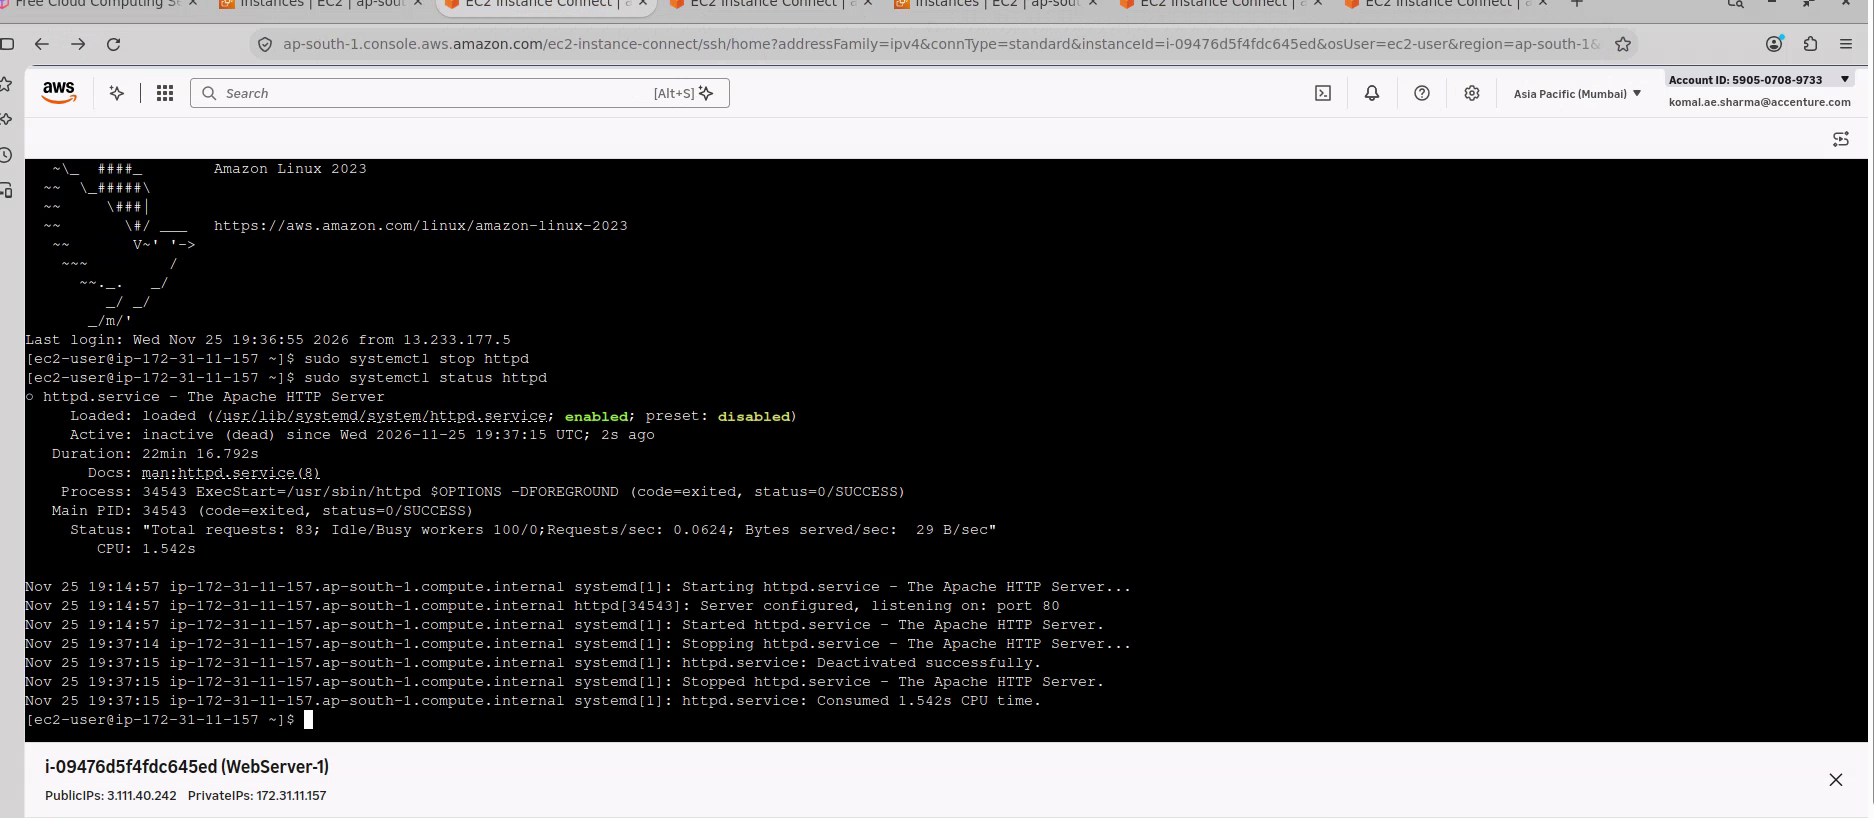 Free Cloud Computing Se
Instances | EC2 | ap-sout
EC2 Instance Connect |
EC2 Instance Connect |
Instances | EC2 | ap-sout
EC2 Instance Connect |
EC2 Instance Connect |
ap-south-1.console.aws.amazon.com/ec2-instance-connect/ssh/home?addressFamily=ipv4&connType=standard&instanceId=i-09476d5f4fdc645ed&osUser=ec2-user&region=ap-south-1&
aws
Search
[Alt+S]
Asia Pacific (Mumbai)
Account ID: 5905-0708-9733
komal.ae.sharma@accenture.com
~\_  ####_        Amazon Linux 2023
~~  \_#####\
~~     \###|
~~       \#/ ___   https://aws.amazon.com/linux/amazon-linux-2023
~~       V~' '->
~~~         /
~~._.   _/
_/ _/
_/m/'
Last login: Wed Nov 25 19:36:55 2026 from 13.233.177.5
[ec2-user@ip-172-31-11-157 ~]$ sudo systemctl stop httpd
[ec2-user@ip-172-31-11-157 ~]$ sudo systemctl status httpd
○ httpd.service - The Apache HTTP Server
Loaded: loaded (/usr/lib/systemd/system/httpd.service; enabled; preset: disabled)
Active: inactive (dead) since Wed 2026-11-25 19:37:15 UTC; 2s ago
Duration: 22min 16.792s
Docs: man:httpd.service(8)
Process: 34543 ExecStart=/usr/sbin/httpd $OPTIONS -DFOREGROUND (code=exited, status=0/SUCCESS)
Main PID: 34543 (code=exited, status=0/SUCCESS)
Status: "Total requests: 83; Idle/Busy workers 100/0;Requests/sec: 0.0624; Bytes served/sec:  29 B/sec"
CPU: 1.542s
Nov 25 19:14:57 ip-172-31-11-157.ap-south-1.compute.internal systemd[1]: Starting httpd.service - The Apache HTTP Server...
Nov 25 19:14:57 ip-172-31-11-157.ap-south-1.compute.internal httpd[34543]: Server configured, listening on: port 80
Nov 25 19:14:57 ip-172-31-11-157.ap-south-1.compute.internal systemd[1]: Started httpd.service - The Apache HTTP Server.
Nov 25 19:37:14 ip-172-31-11-157.ap-south-1.compute.internal systemd[1]: Stopping httpd.service - The Apache HTTP Server...
Nov 25 19:37:15 ip-172-31-11-157.ap-south-1.compute.internal systemd[1]: httpd.service: Deactivated successfully.
Nov 25 19:37:15 ip-172-31-11-157.ap-south-1.compute.internal systemd[1]: Stopped httpd.service - The Apache HTTP Server.
Nov 25 19:37:15 ip-172-31-11-157.ap-south-1.compute.internal systemd[1]: httpd.service: Consumed 1.542s CPU time.
[ec2-user@ip-172-31-11-157 ~]$
i-09476d5f4fdc645ed (WebServer-1)
PublicIPs: 3.111.40.242   PrivateIPs: 172.31.11.157